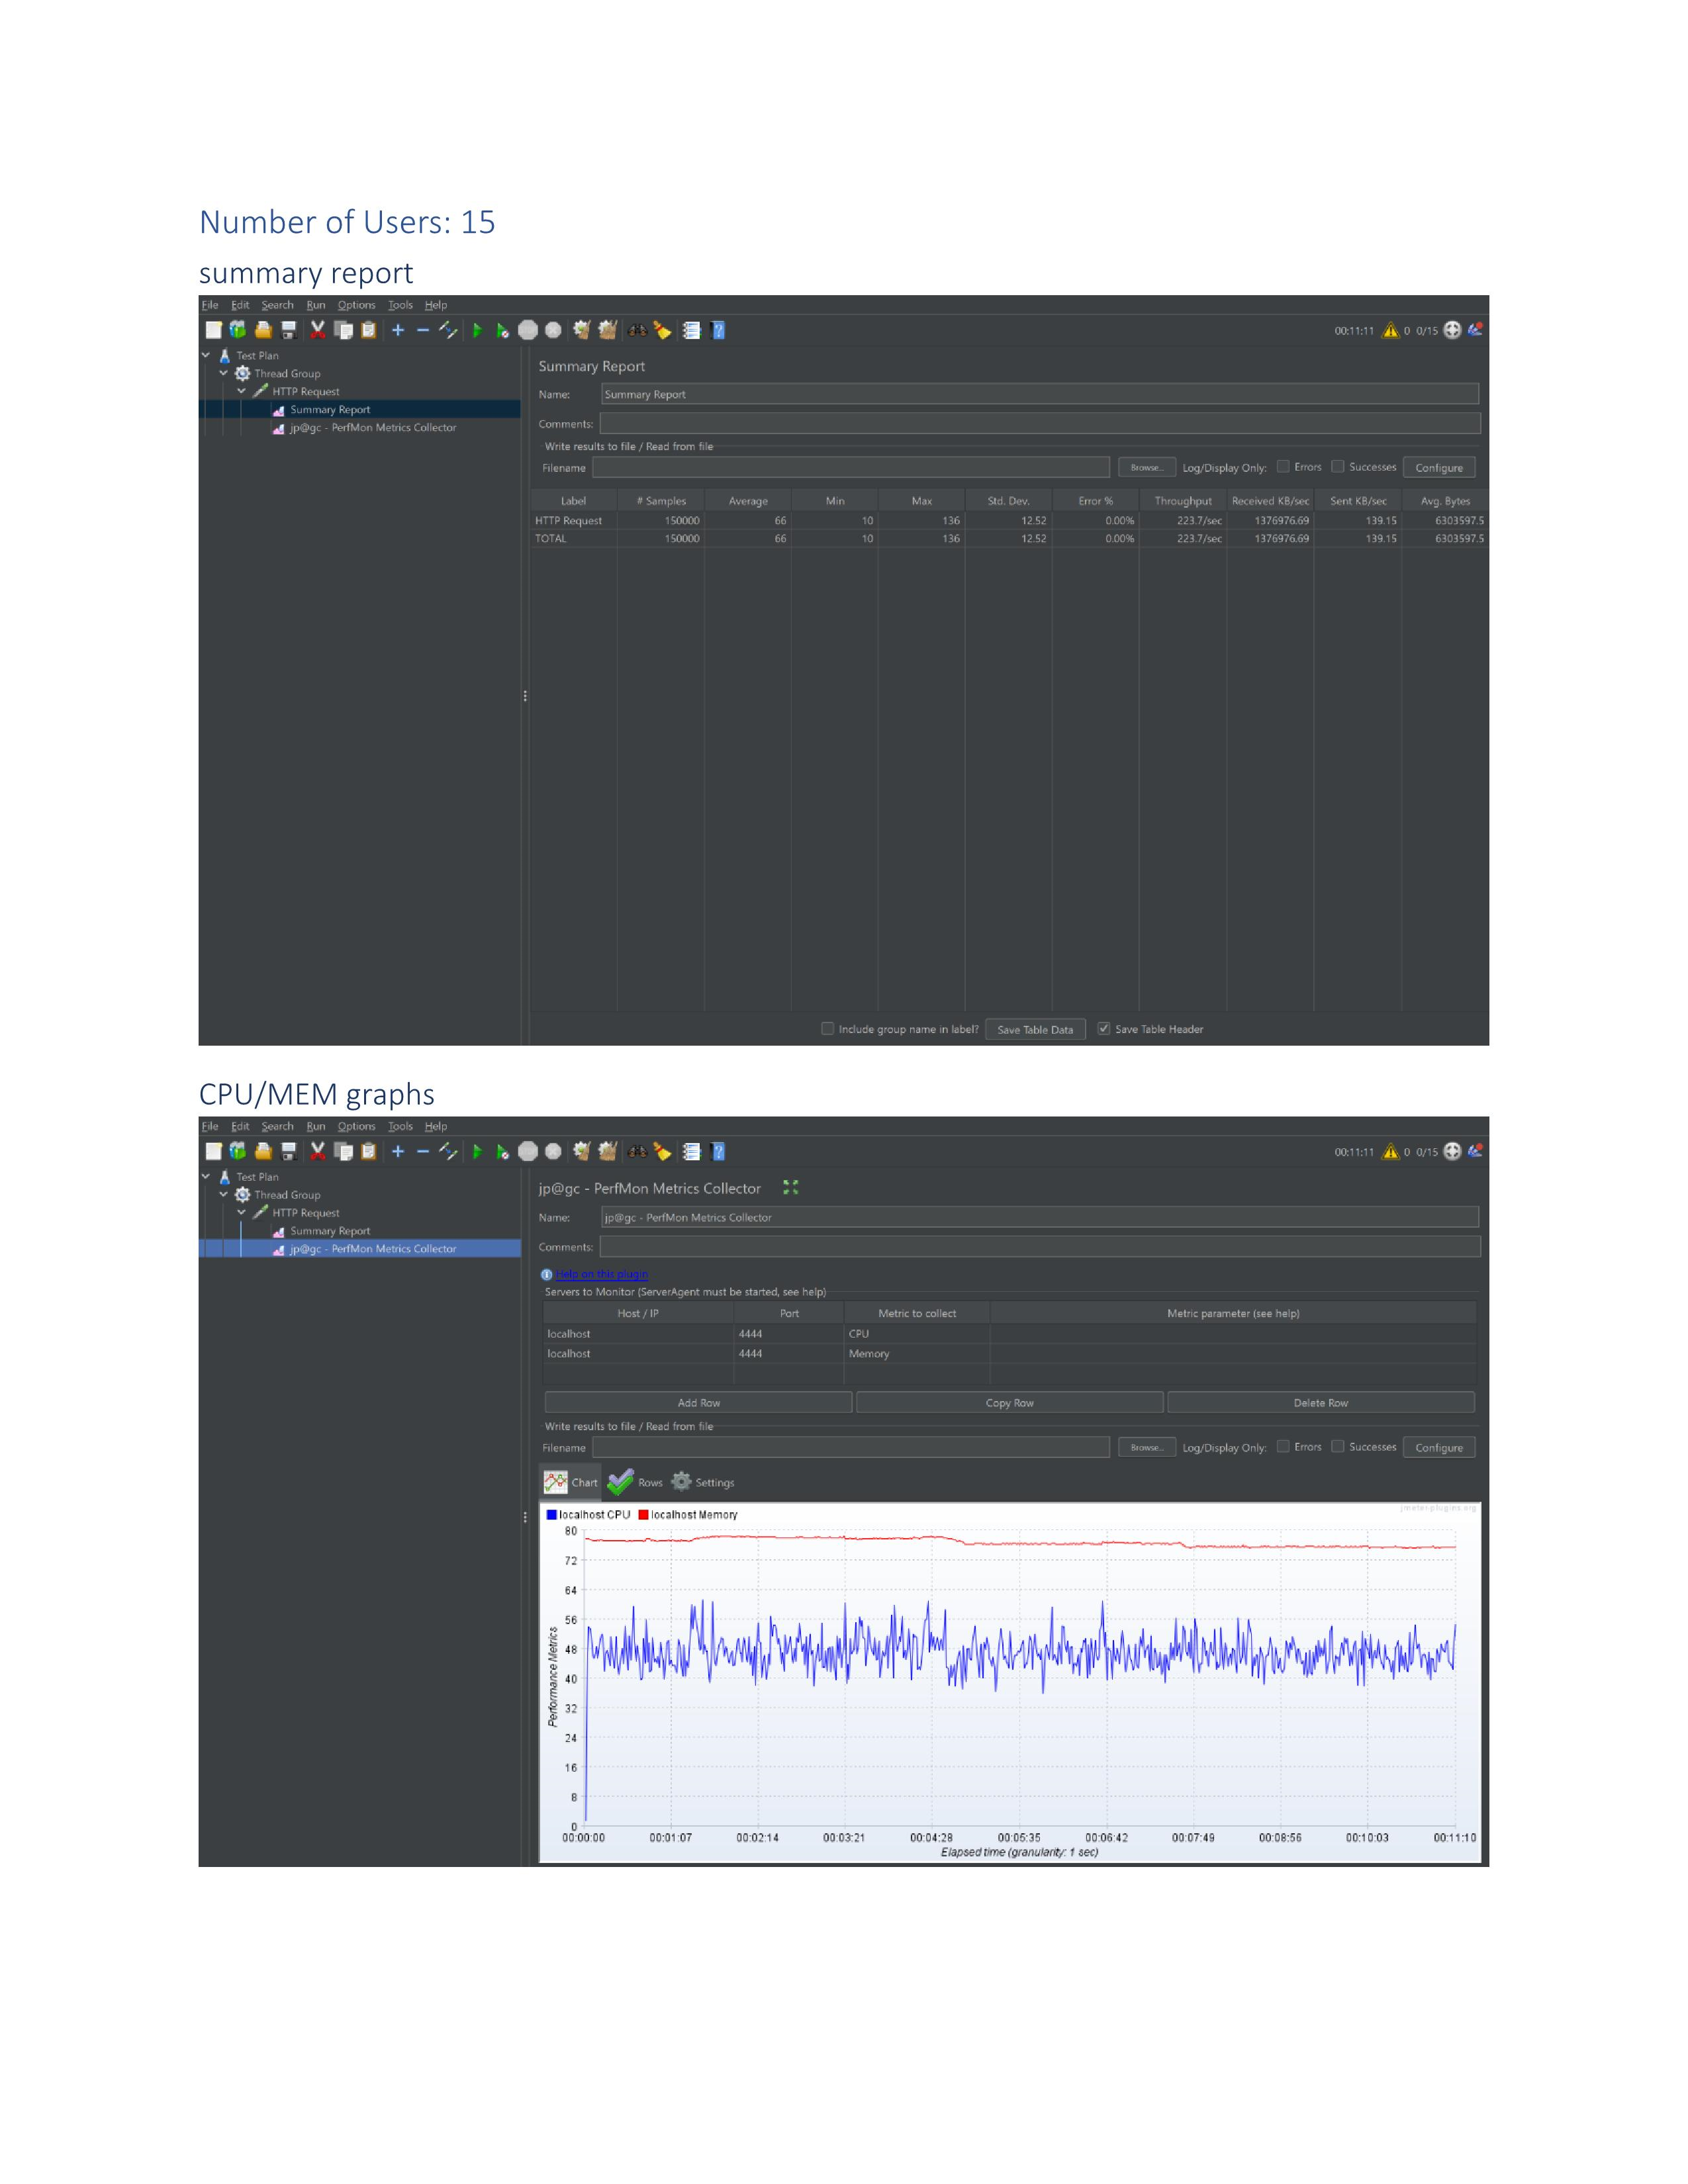 Number of Users: 15
summary report
File Edit Search Run Options Tools Help
00:11:11 0 0/15
Test Plan
Thread Group
HTTP Request
Summary Report
jp@gc - PerfMon Metrics Collector
Summary Report
Name: Summary Report
Comments:
Write results to file / Read from file
Filename Browse... Log/Display Only: Errors Successes Configure
Label # Samples Average Min Max Std. Dev. Error % Throughput Received KB/sec Sent KB/sec Avg. Bytes
HTTP Request 150000 66 10 136 12.52 0.00% 223.7/sec 1376976.69 139.15 6303597.5
TOTAL 150000 66 10 136 12.52 0.00% 223.7/sec 1376976.69 139.15 6303597.5
Include group name in label? Save Table Data Save Table Header
CPU/MEM graphs
File Edit Search Run Options Tools Help
00:11:11 0 0/15
Test Plan
Thread Group
HTTP Request
Summary Report
jp@gc - PerfMon Metrics Collector
jp@gc - PerfMon Metrics Collector
Name: jp@gc - PerfMon Metrics Collector
Comments:
Help on this plugin
Servers to Monitor (ServerAgent must be started, see help)
Host / IP Port Metric to collect Metric parameter (see help)
localhost 4444 CPU
localhost 4444 Memory
Add Row Copy Row Delete Row
Write results to file / Read from file
Filename Browse... Log/Display Only: Errors Successes Configure
Chart Rows Settings
jmeter-plugins.org
localhost CPU localhost Memory
80
72
64
56
48
40
32
24
16
8
0
Performance Metrics
00:00:00 00:01:07 00:02:14 00:03:21 00:04:28 00:05:35 00:06:42 00:07:49 00:08:56 00:10:03 00:11:10
Elapsed time (granularity: 1 sec)